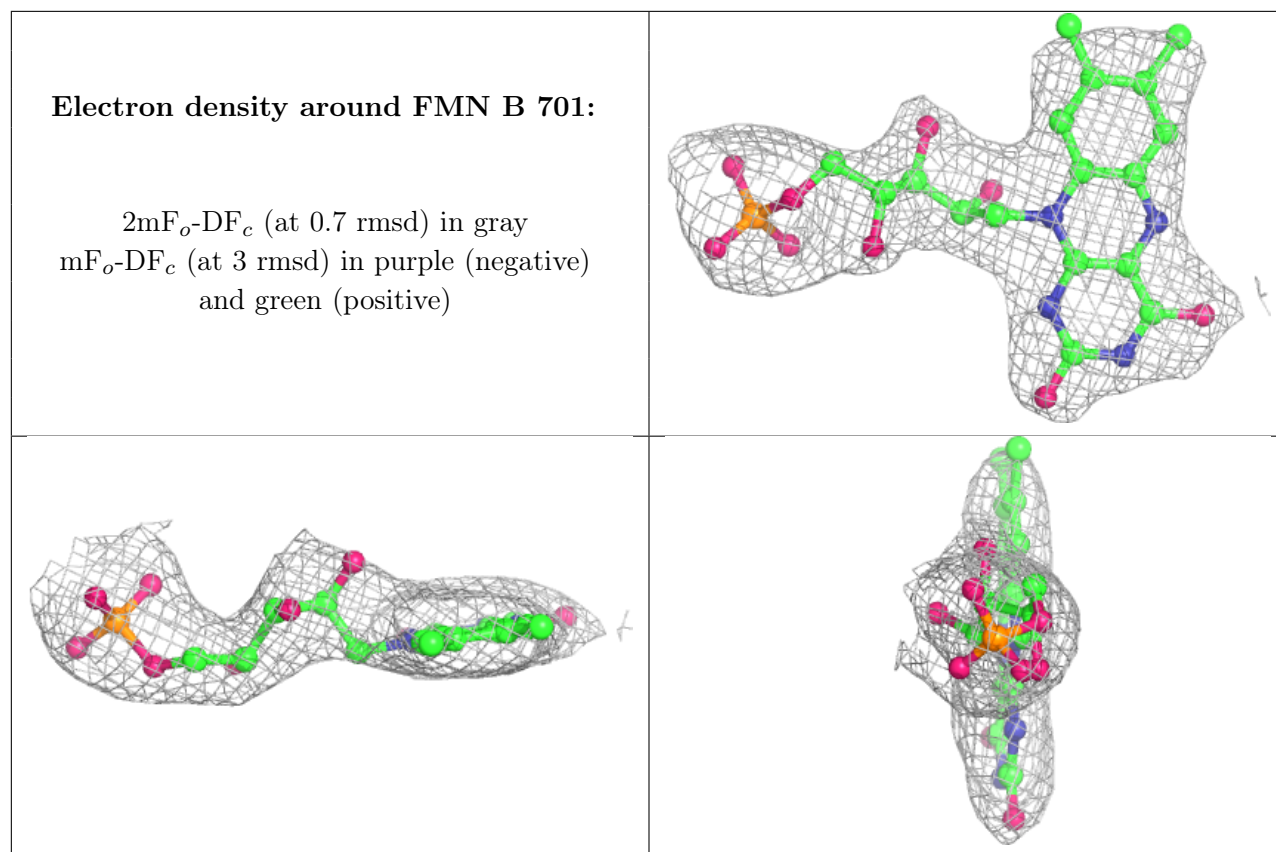 Electron density around FMN B 701:
2mFo-DFc (at 0.7 rmsd) in gray
mFo-DFc (at 3 rmsd) in purple (negative)
and green (positive)